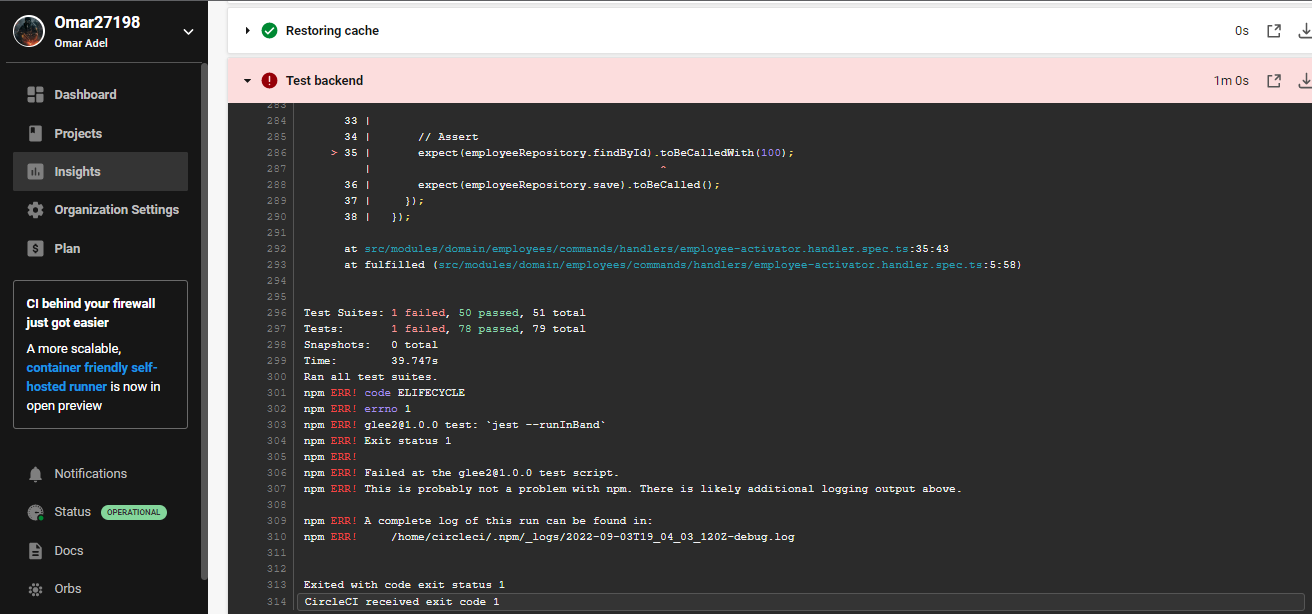 Omar27198
Omar Adel
Dashboard
Projects
Insights
Organization Settings
Plan
CI behind your firewall
just got easier
A more scalable,
container friendly self-
hosted runner is now in
open preview
Notifications
Status OPERATIONAL
Docs
Orbs
Restoring cache 0s
Test backend 1m 0s
283
284 33 |
285 34 | // Assert
286 > 35 | expect(employeeRepository.findById).toBeCalledWith(100);
287 | ^
288 36 | expect(employeeRepository.save).toBeCalled();
289 37 | });
290 38 | });
291
292 at src/modules/domain/employees/commands/handlers/employee-activator.handler.spec.ts:35:43
293 at fulfilled (src/modules/domain/employees/commands/handlers/employee-activator.handler.spec.ts:5:58)
294
295
296 Test Suites: 1 failed, 50 passed, 51 total
297 Tests: 1 failed, 78 passed, 79 total
298 Snapshots: 0 total
299 Time: 39.747s
300 Ran all test suites.
301 npm ERR! code ELIFECYCLE
302 npm ERR! errno 1
303 npm ERR! glee2@1.0.0 test: `jest --runInBand`
304 npm ERR! Exit status 1
305 npm ERR!
306 npm ERR! Failed at the glee2@1.0.0 test script.
307 npm ERR! This is probably not a problem with npm. There is likely additional logging output above.
308
309 npm ERR! A complete log of this run can be found in:
310 npm ERR! /home/circleci/.npm/_logs/2022-09-03T19_04_03_120Z-debug.log
311
312
313 Exited with code exit status 1
314 CircleCI received exit code 1